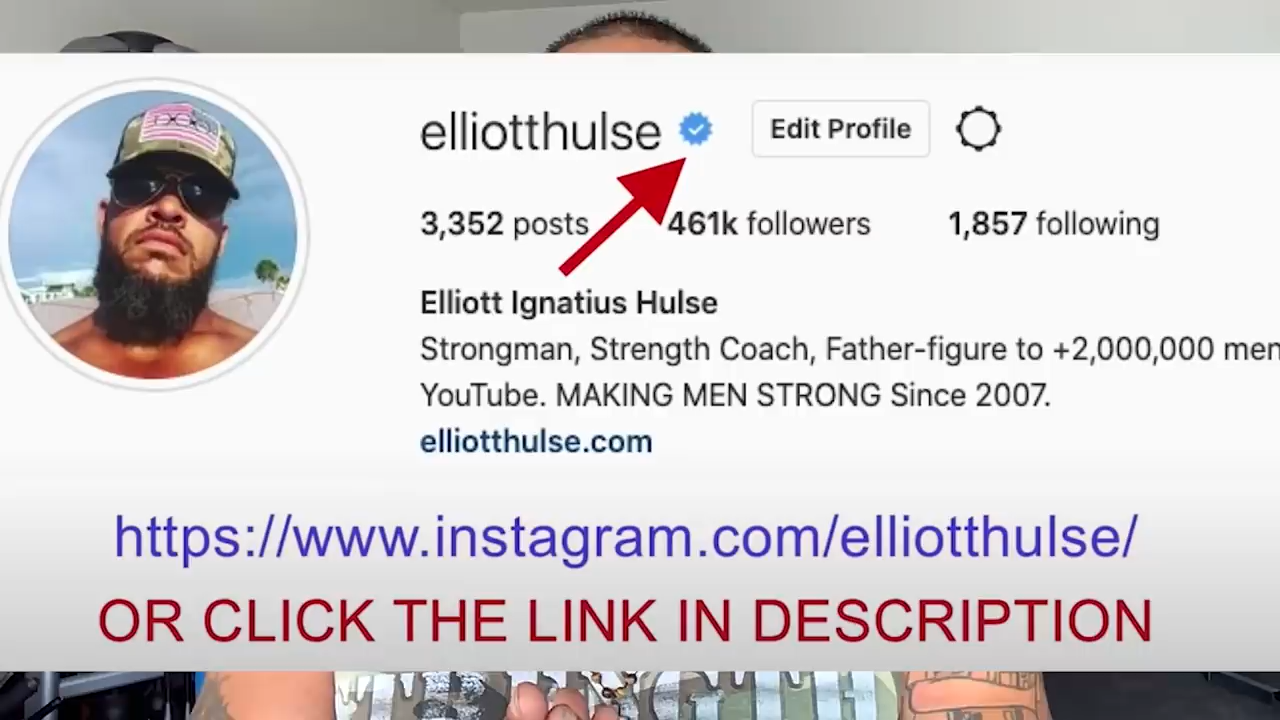 elliotthulse
Edit Profile
3,352 posts
461k followers
1,857 following
Elliott Ignatius Hulse
Strongman, Strength Coach, Father-figure to +2,000,000 men
YouTube. MAKING MEN STRONG Since 2007.
elliotthulse.com
https://www.instagram.com/elliotthulse/
OR CLICK THE LINK IN DESCRIPTION